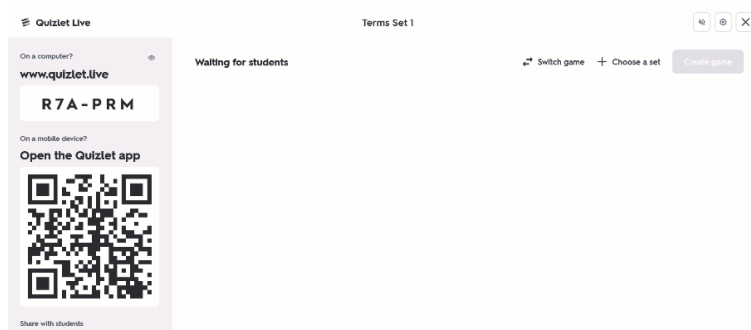 Quizlet Live
Terms Set 1
On a computer?
www.quizlet.live
R7A-PRM
On a mobile device?
Open the Quizlet app
Share with students
Waiting for students
Switch game
Choose a set
Create game